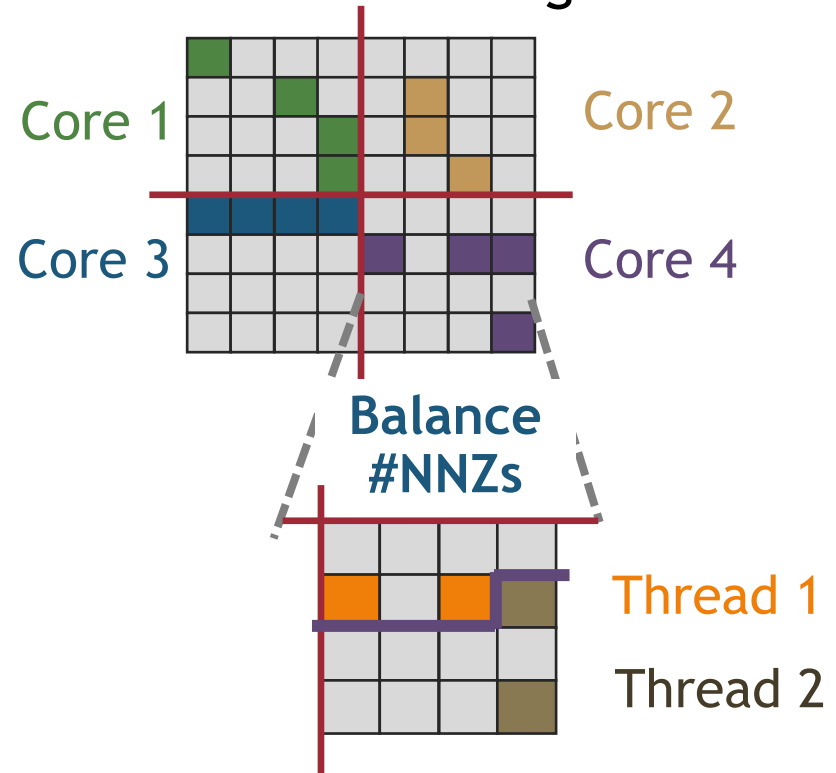 Core 1
Core 2
Core 3
Core 4
Balance
#NNZs
Thread 1
Thread 2